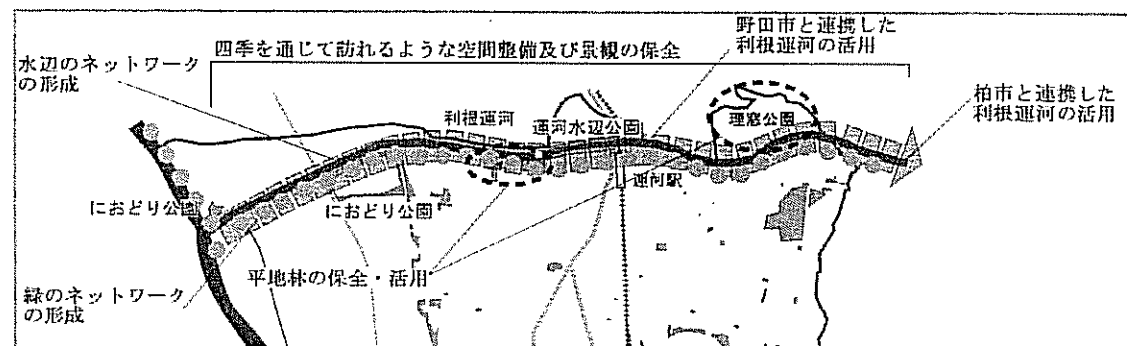 四季を通じて訪れるような空間整備及び景観の保全
野田市と連携した
利根運河の活用
水辺のネットワーク
の形成
柏市と連携した
利根運河の活用
利根運河
運河水辺公園
理窓公園
運河駅
におどり公園
におどり公園
平地林の保全・活用
緑のネットワーク
の形成